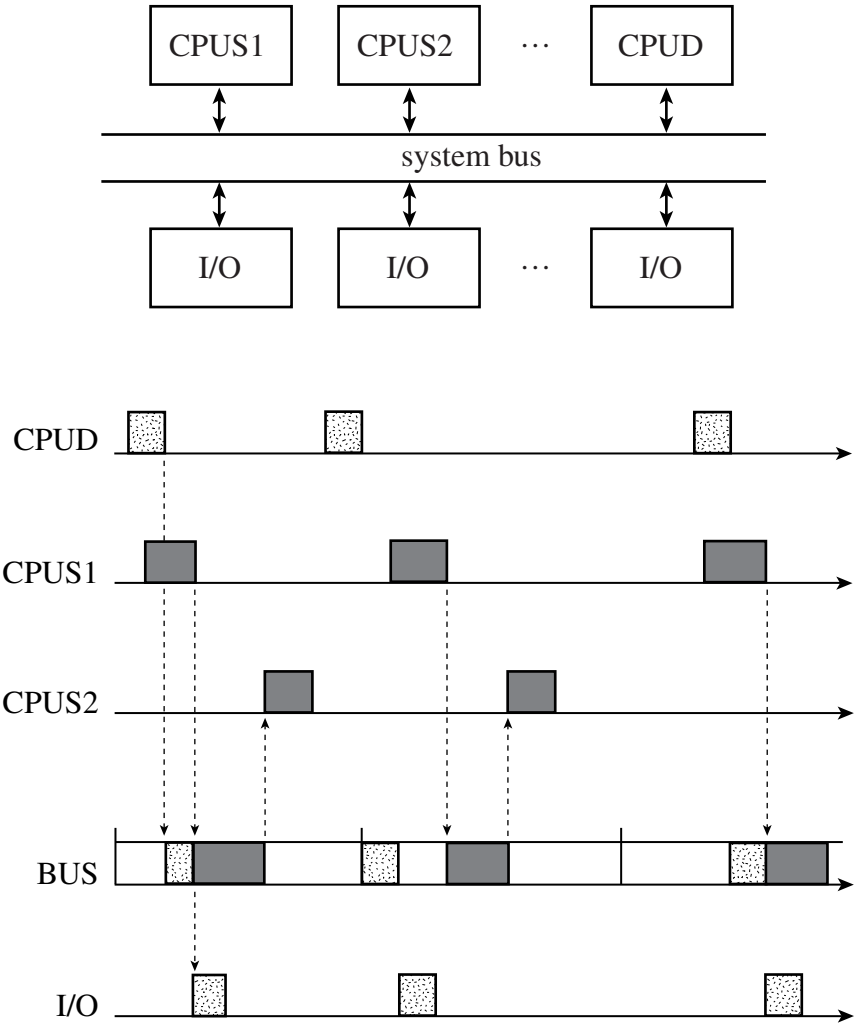 CPUS1 CPUS2 ... CPUD
system bus
I/O I/O ... I/O
CPUD
CPUS1
CPUS2
BUS
I/O